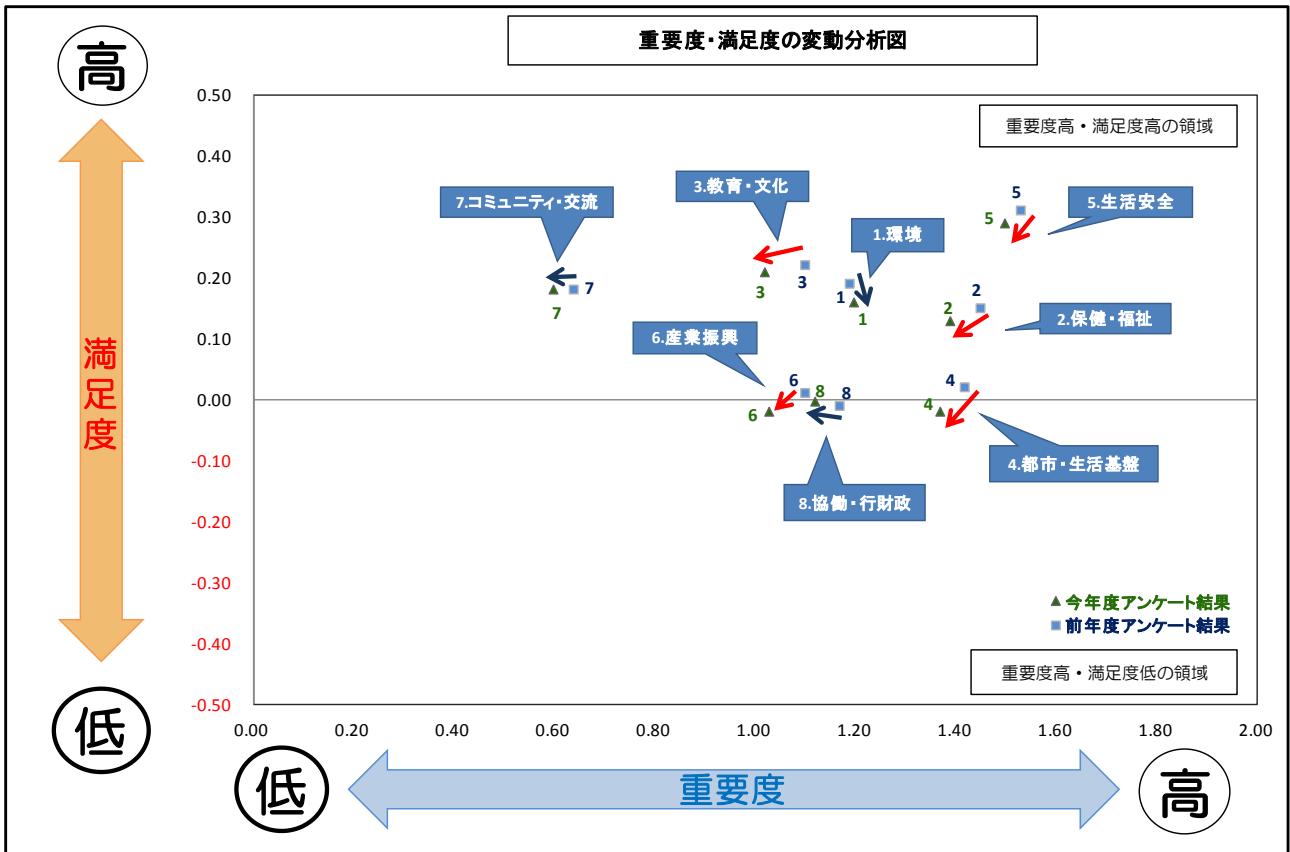 重要度・満足度の変動分析図
高
0.50
重要度高・満足度高の領域
0.40
3.教育・文化
7.コミュニティ・交流
5
5.生活安全
0.30
5
1.環境
3
3
0.20
1
1
7
7
2
2
2.保健・福祉
0.10
6.産業振興
満足度
6
8
8
4
0.00
6
4
-0.10
4.都市・生活基盤
8.協働・行財政
-0.20
-0.30
▲今年度アンケート結果
■前年度アンケート結果
-0.40
重要度高・満足度低の領域
-0.50
低
0.00 0.20 0.40 0.60 0.80 1.00 1.20 1.40 1.60 1.80 2.00
低
重要度
高